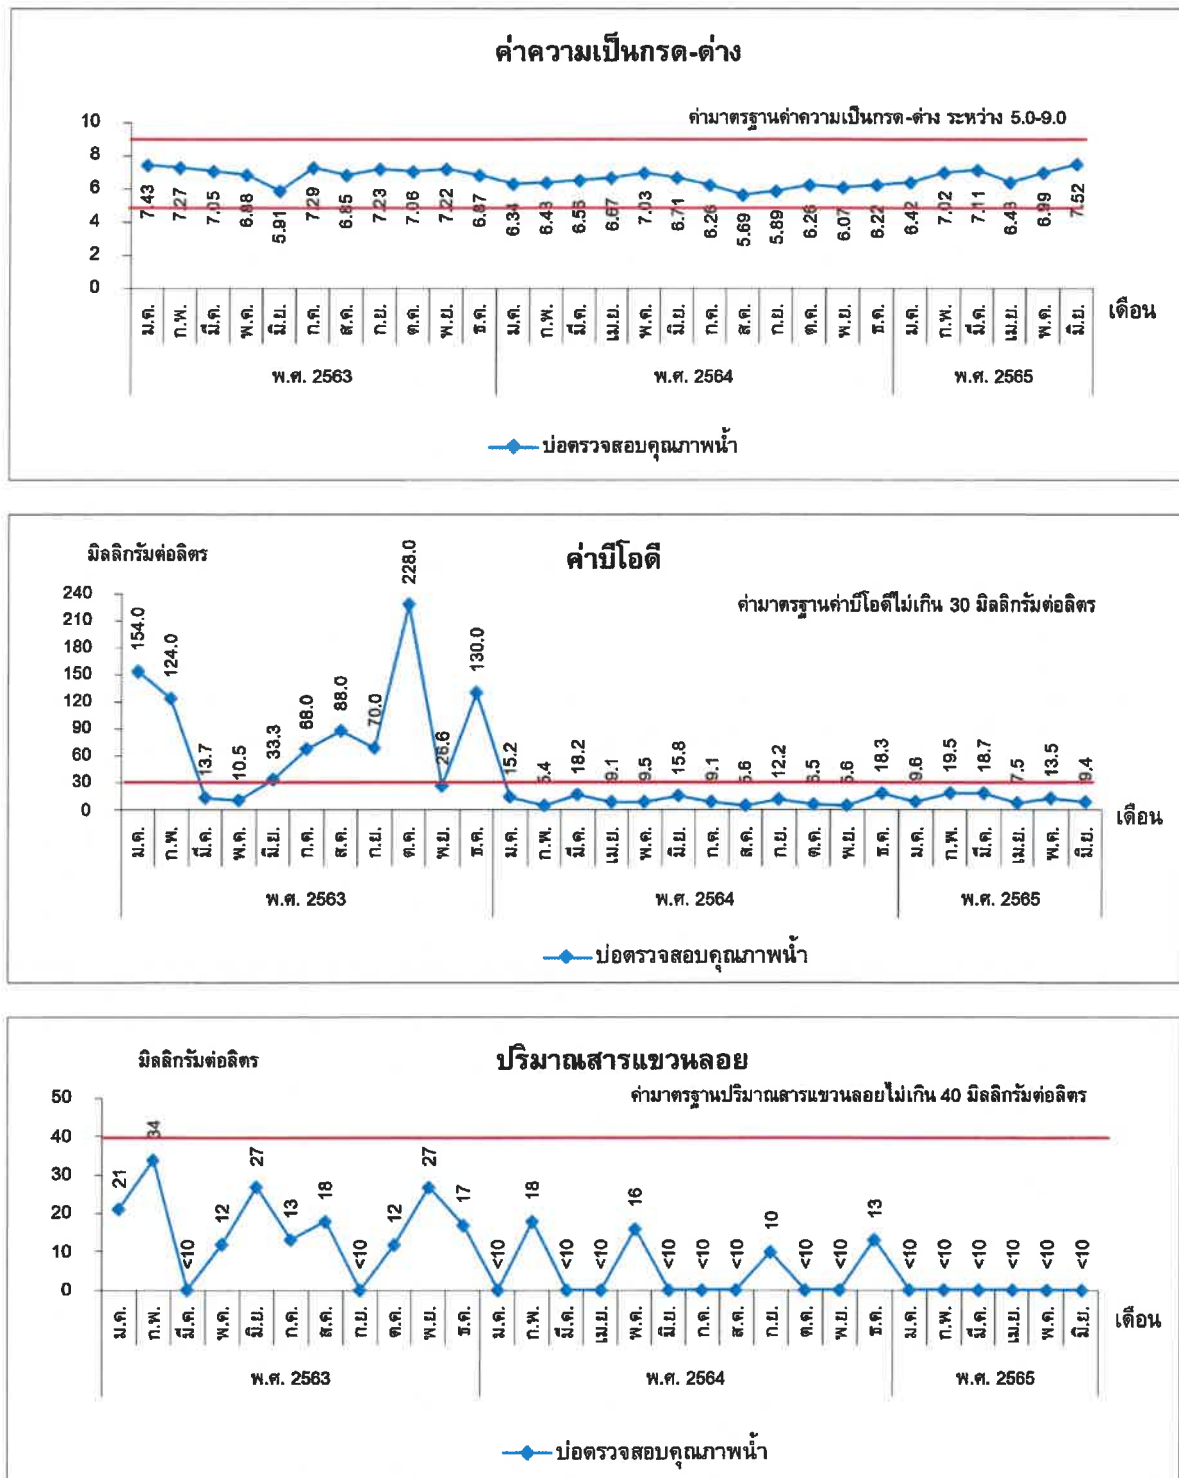 ค่าความเป็นกรด-ด่าง
ค่ามาตรฐานค่าความเป็นกรด-ด่าง ระหว่าง 5.0-9.0
10
8
6
4
2
0
7.43 7.27 7.05 6.88 5.91 7.29 6.85 7.23 7.06 7.22 6.87 6.34 6.43 6.56 6.67 7.03 6.71 6.26 5.69 5.89 6.26 6.07 6.22 6.42 7.02 7.11 6.43 6.99 7.52
ม.ค. ก.พ. มี.ค. พ.ค. มิ.ย. ก.ค. ส.ค. ก.ย. ต.ค. พ.ย. ธ.ค. ม.ค. ก.พ. มี.ค. เม.ย. พ.ค. มิ.ย. ก.ค. ส.ค. ก.ย. ต.ค. พ.ย. ธ.ค. ม.ค. ก.พ. มี.ค. เม.ย. พ.ค. มิ.ย.
เดือน
พ.ศ. 2563 พ.ศ. 2564 พ.ศ. 2565
บ่อตรวจสอบคุณภาพน้ำ
มิลลิกรัมต่อลิตร
ค่าบีโอดี
ค่ามาตรฐานค่าบีโอดีไม่เกิน 30 มิลลิกรัมต่อลิตร
240
210
180
150
120
90
60
30
0
154.0 124.0 13.7 10.5 33.3 68.0 88.0 70.0 228.0 26.6 130.0 15.2 5.4 18.2 9.1 9.5 15.8 9.1 5.6 12.2 6.5 5.6 18.3 9.6 19.5 18.7 7.5 13.5 9.4
ม.ค. ก.พ. มี.ค. พ.ค. มิ.ย. ก.ค. ส.ค. ก.ย. ต.ค. พ.ย. ธ.ค. ม.ค. ก.พ. มี.ค. เม.ย. พ.ค. มิ.ย. ก.ค. ส.ค. ก.ย. ต.ค. พ.ย. ธ.ค. ม.ค. ก.พ. มี.ค. เม.ย. พ.ค. มิ.ย.
เดือน
พ.ศ. 2563 พ.ศ. 2564 พ.ศ. 2565
บ่อตรวจสอบคุณภาพน้ำ
มิลลิกรัมต่อลิตร
ปริมาณสารแขวนลอย
ค่ามาตรฐานปริมาณสารแขวนลอยไม่เกิน 40 มิลลิกรัมต่อลิตร
50
40
30
20
10
0
21 34 <10 12 27 13 18 <10 12 27 17 <10 18 <10 <10 16 <10 <10 <10 10 <10 <10 13 <10 <10 <10 <10 <10 <10
ม.ค. ก.พ. มี.ค. พ.ค. มิ.ย. ก.ค. ส.ค. ก.ย. ต.ค. พ.ย. ธ.ค. ม.ค. ก.พ. มี.ค. เม.ย. พ.ค. มิ.ย. ก.ค. ส.ค. ก.ย. ต.ค. พ.ย. ธ.ค. ม.ค. ก.พ. มี.ค. เม.ย. พ.ค. มิ.ย.
เดือน
พ.ศ. 2563 พ.ศ. 2564 พ.ศ. 2565
บ่อตรวจสอบคุณภาพน้ำ